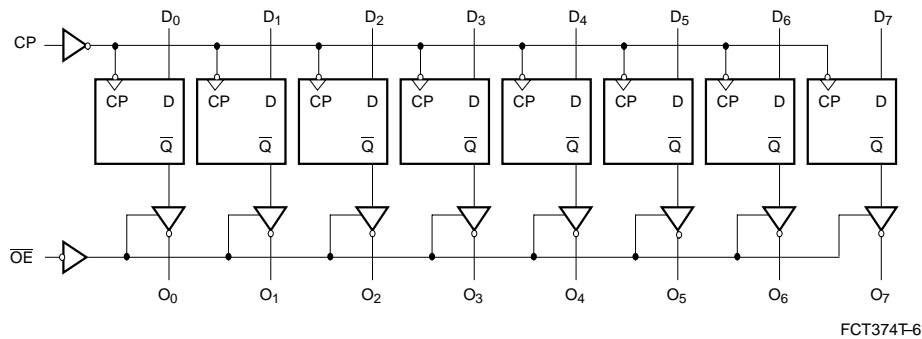 D0 D1 D2 D3 D4 D5 D6 D7
CP
CP D CP D CP D CP D CP D CP D CP D CP D
Q̅ Q̅ Q̅ Q̅ Q̅ Q̅ Q̅ Q̅
O̅E̅
O0 O1 O2 O3 O4 O5 O6 O7
FCT374T–6